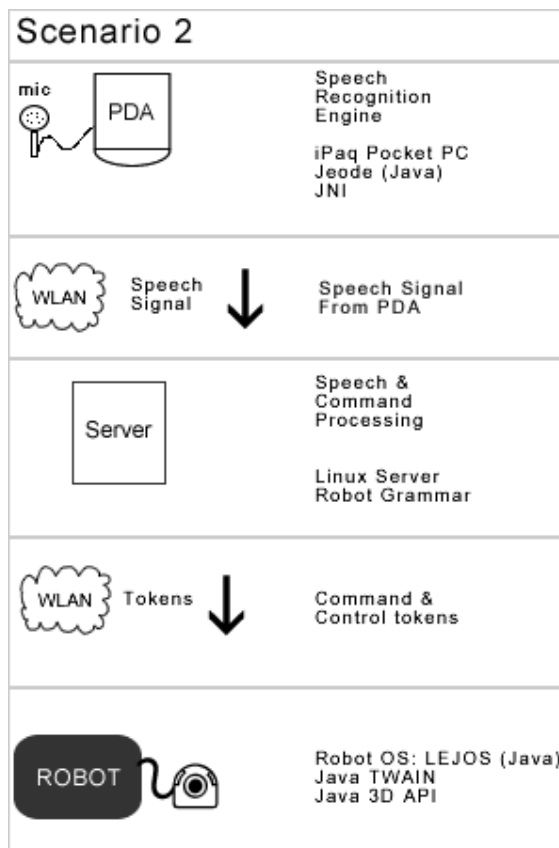 Scenario 2
mic
PDA
Speech
Recognition
Engine
iPaq Pocket PC
Jeode (Java)
JNI
WLAN
Speech
Signal
Speech Signal
From PDA
Server
Speech &
Command
Processing
Linux Server
Robot Grammar
WLAN
Tokens
Command &
Control tokens
ROBOT
Robot OS: LEJOS (Java)
Java TWAIN
Java 3D API